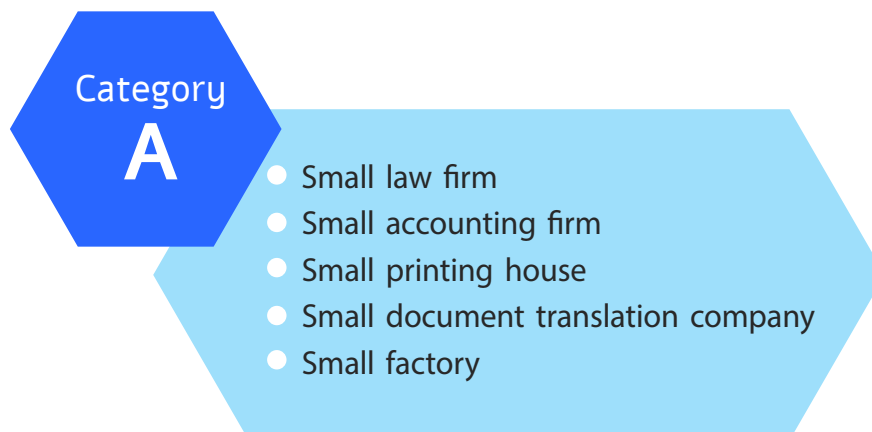 Category
A
Small law firm
Small accounting firm
Small printing house
Small document translation company
Small factory